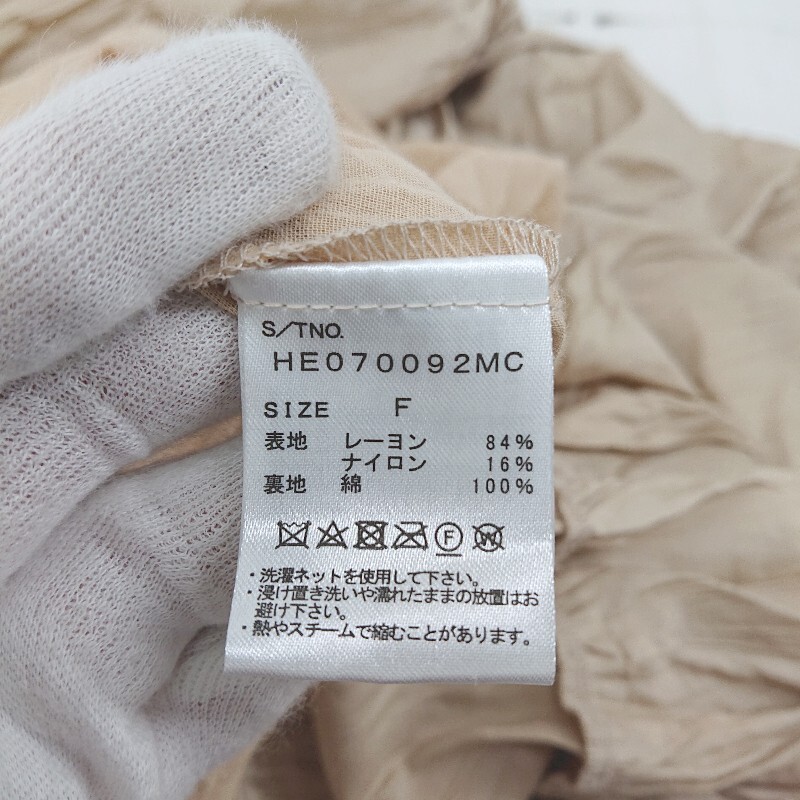 S/TNO.
HE070092MC
SIZE F
表地 レーヨン 84%
ナイロン 16%
裏地 綿 100%
F W
・洗濯ネットを使用して下さい。
・浸け置き洗いや濡れたままの放置はお
避け下さい。
・熱やスチームで縮むことがあります。